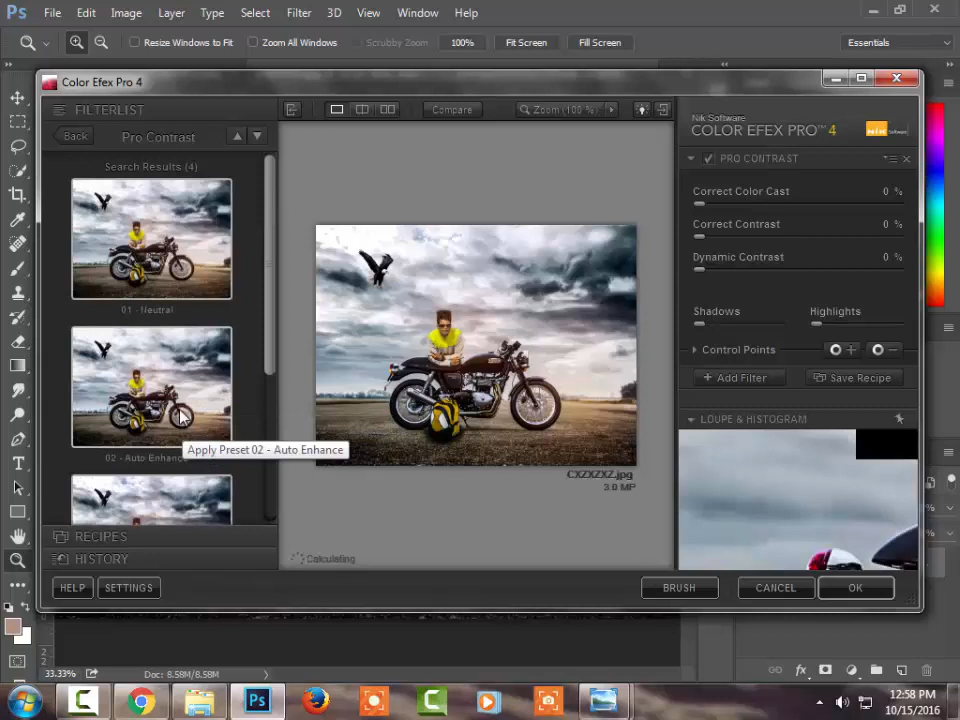 Ps File Edit Image Layer Type Select Filter 3D View Window Help
Resize Windows to Fit Zoom All Windows Scrubby Zoom 100% Fit Screen Fill Screen Essentials
Color Efex Pro 4
FILTERLIST
Back Pro Contrast
Search Results (4)
01 - Neutral
02 - Auto Enhance
Apply Preset 02 - Auto Enhance
RECIPES
HISTORY
Compare Zoom (100 %)
CXZXZXZ.jpg
3.0 MP
Calculating
Nik Software
COLOR EFEX PRO™ 4
Nik Software
PRO CONTRAST
Correct Color Cast 0 %
Correct Contrast 0 %
Dynamic Contrast 0 %
Shadows Highlights
Control Points
Add Filter Save Recipe
LOUPE & HISTOGRAM
HELP SETTINGS BRUSH CANCEL OK
33.33% Doc: 8.58M/8.58M
fx
Ps
12:58 PM
10/15/2016